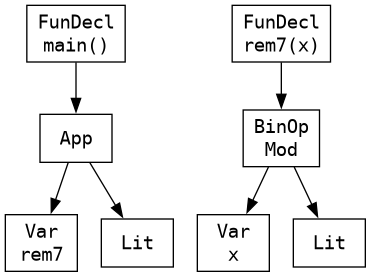 FunDecl
main()
FunDecl
rem7(x)
App
BinOp
Mod
Var
rem7
Lit
Var
x
Lit